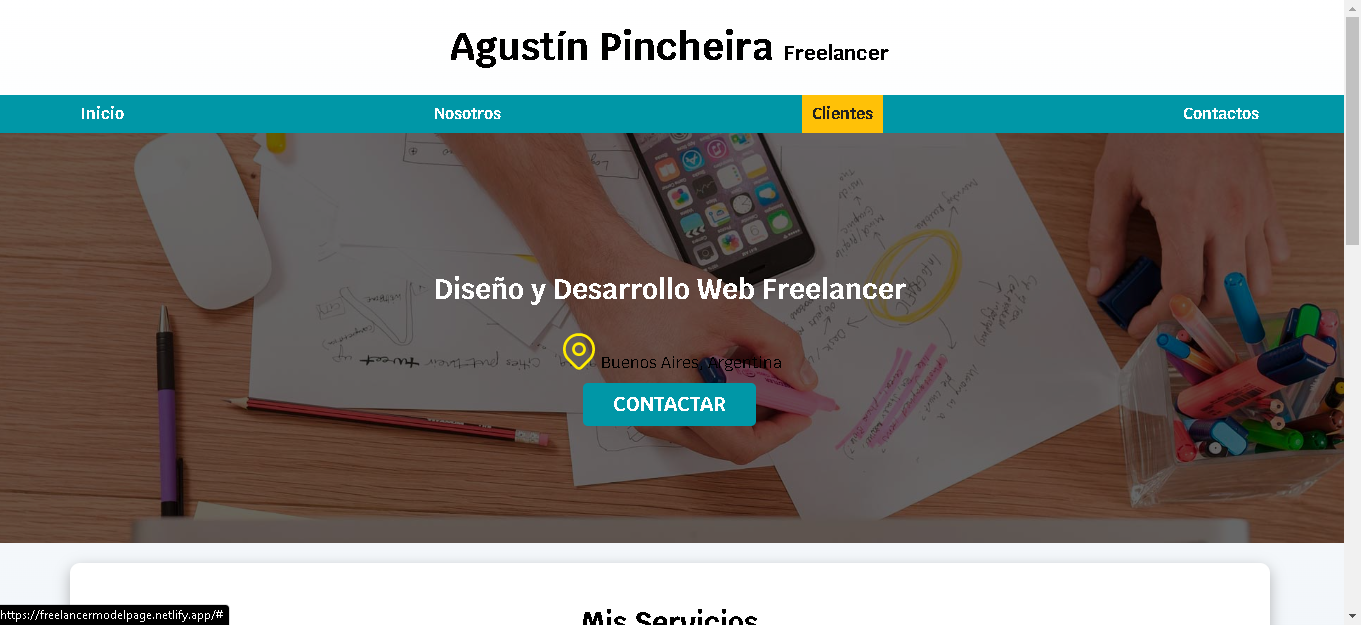 Agustín Pincheira Freelancer
Inicio Nosotros Clientes Contactos
Diseño y Desarrollo Web Freelancer
Buenos Aires, Argentina
CONTACTAR
Mis Servicios
https://freelancermodelpage.netlify.app/#